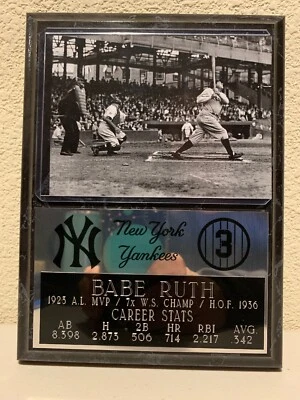 NY
New York
Yankees
3
BABE RUTH
1923 A.L. MVP / 7x W.S. CHAMP / H.O.F. 1936
CAREER STATS
AB H 2B HR RBI AVG.
8,398 2,873 506 714 2,217 .342